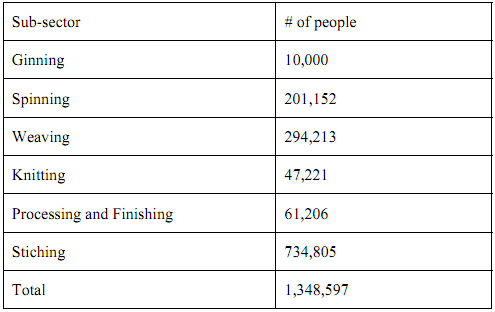 Sub-sector # of people
Ginning 10,000
Spinning 201,152
Weaving 294,213
Knitting 47,221
Processing and Finishing 61,206
Stiching 734,805
Total 1,348,597